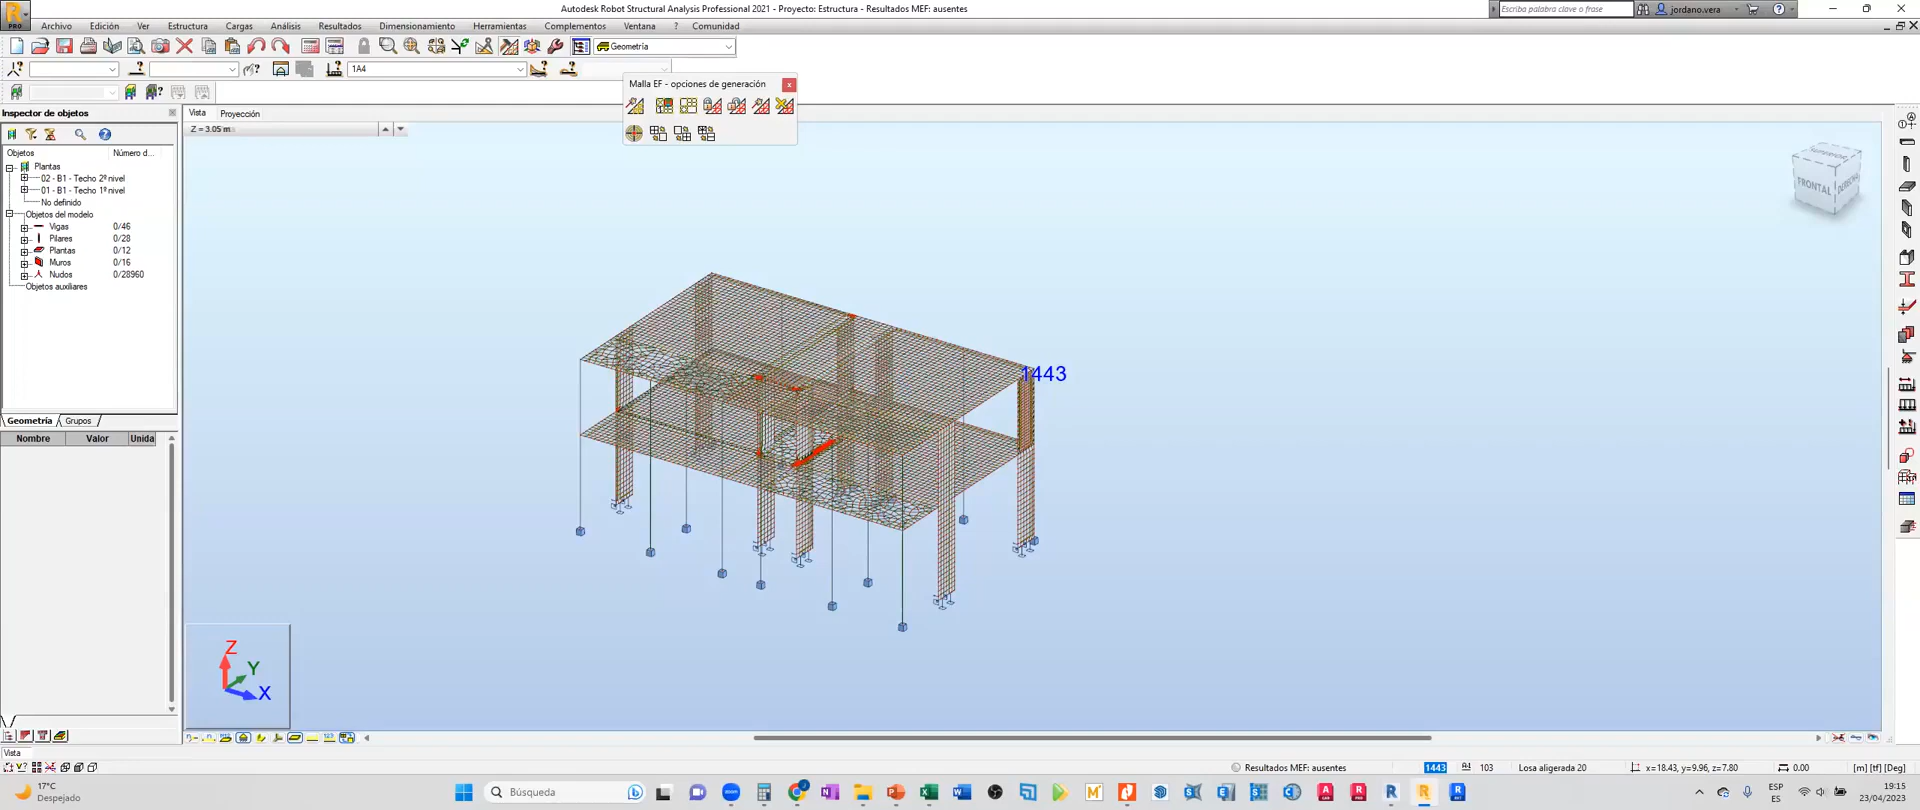 Autodesk Robot Structural Analysis Professional 2021 - Proyecto: Estructura - Resultados MEF: ausentes
Escriba palabra clave o frase
jordano.vera
PRO
Archivo Edición Ver Estructura Cargas Análisis Resultados Dimensionamiento Herramientas Complementos Ventana ? Comunidad
Geometría
1A4
Malla EF - opciones de generación
Inspector de objetos
Vista Proyección
Z = 3.05 m
Objetos Número d...
Plantas
02 - B1 - Techo 2º nivel
01 - B1 - Techo 1º nivel
No definido
Objetos del modelo
Vigas 0/46
Pilares 0/28
Plantas 0/12
Muros 0/16
Nudos 0/28960
Objetos auxiliares
Geometría Grupos
Nombre Valor Unida
SUPERIOR
FRONTAL
DERECHA
1443
Z
Y
X
Vista
Resultados MEF: ausentes
1443
103
Losa aligerada 20
x=18.43, y=9.96, z=7.80
0.00
[m] [tf] [Deg]
17°C
Despejado
Búsqueda
ESP
ES
19:15
23/04/2023